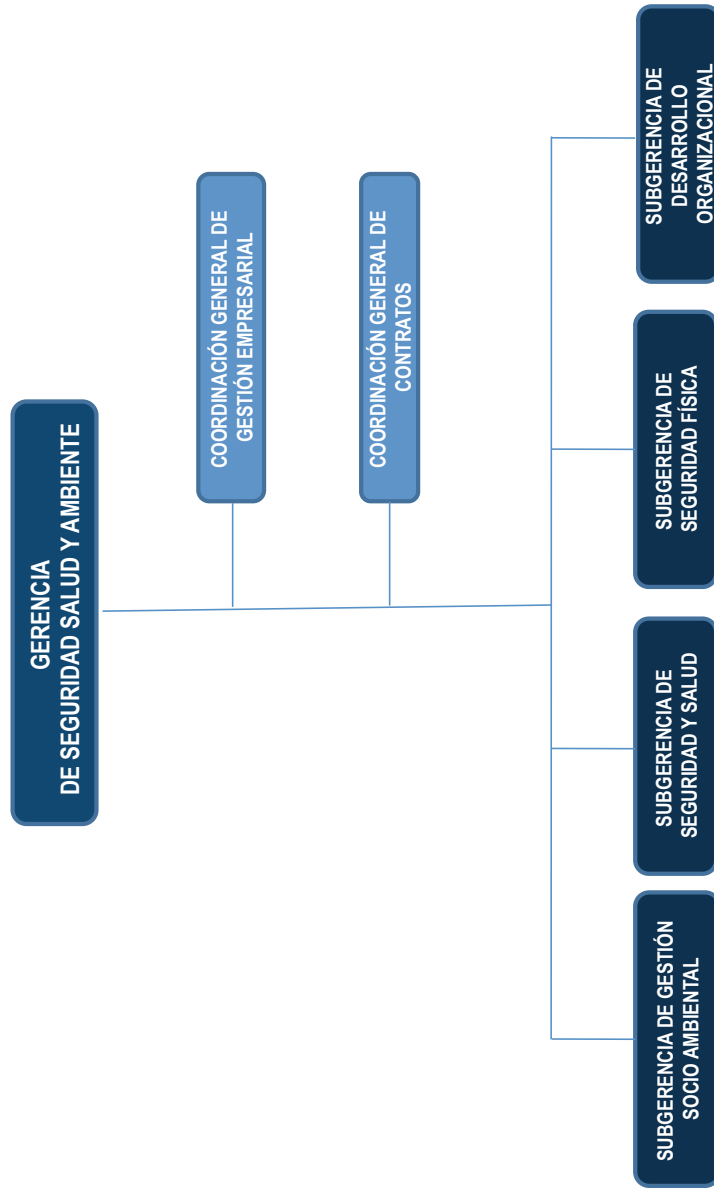 GERENCIA
DE SEGURIDAD SALUD Y AMBIENTE
COORDINACIÓN GENERAL DE
GESTIÓN EMPRESARIAL
COORDINACIÓN GENERAL DE
CONTRATOS
SUBGERENCIA DE GESTIÓN
SOCIO AMBIENTAL
SUBGERENCIA DE
SEGURIDAD Y SALUD
SUBGERENCIA DE
SEGURIDAD FÍSICA
SUBGERENCIA DE
DESARROLLO
ORGANIZACIONAL